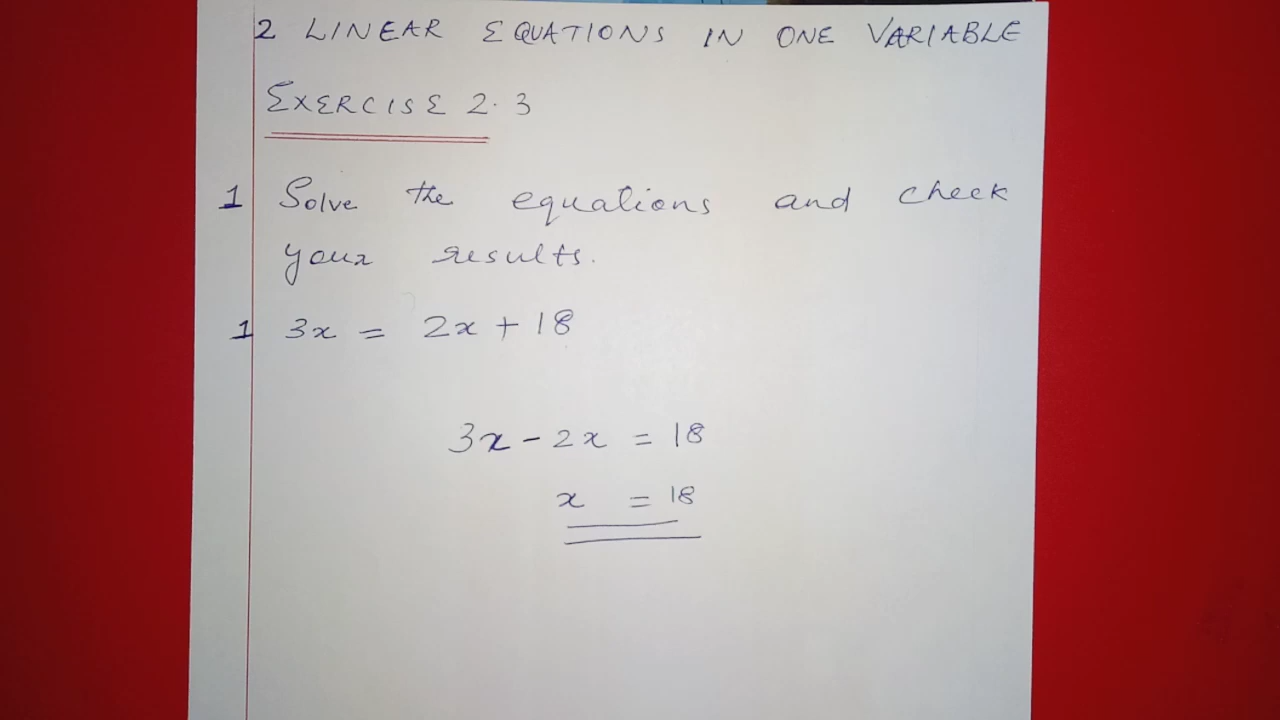 2 LINEAR EQUATIONS IN ONE VARIABLE
EXERCISE 2.3
1 Solve the equations and check
your results.
1 3x = 2x + 18
3x - 2x = 18
x = 18